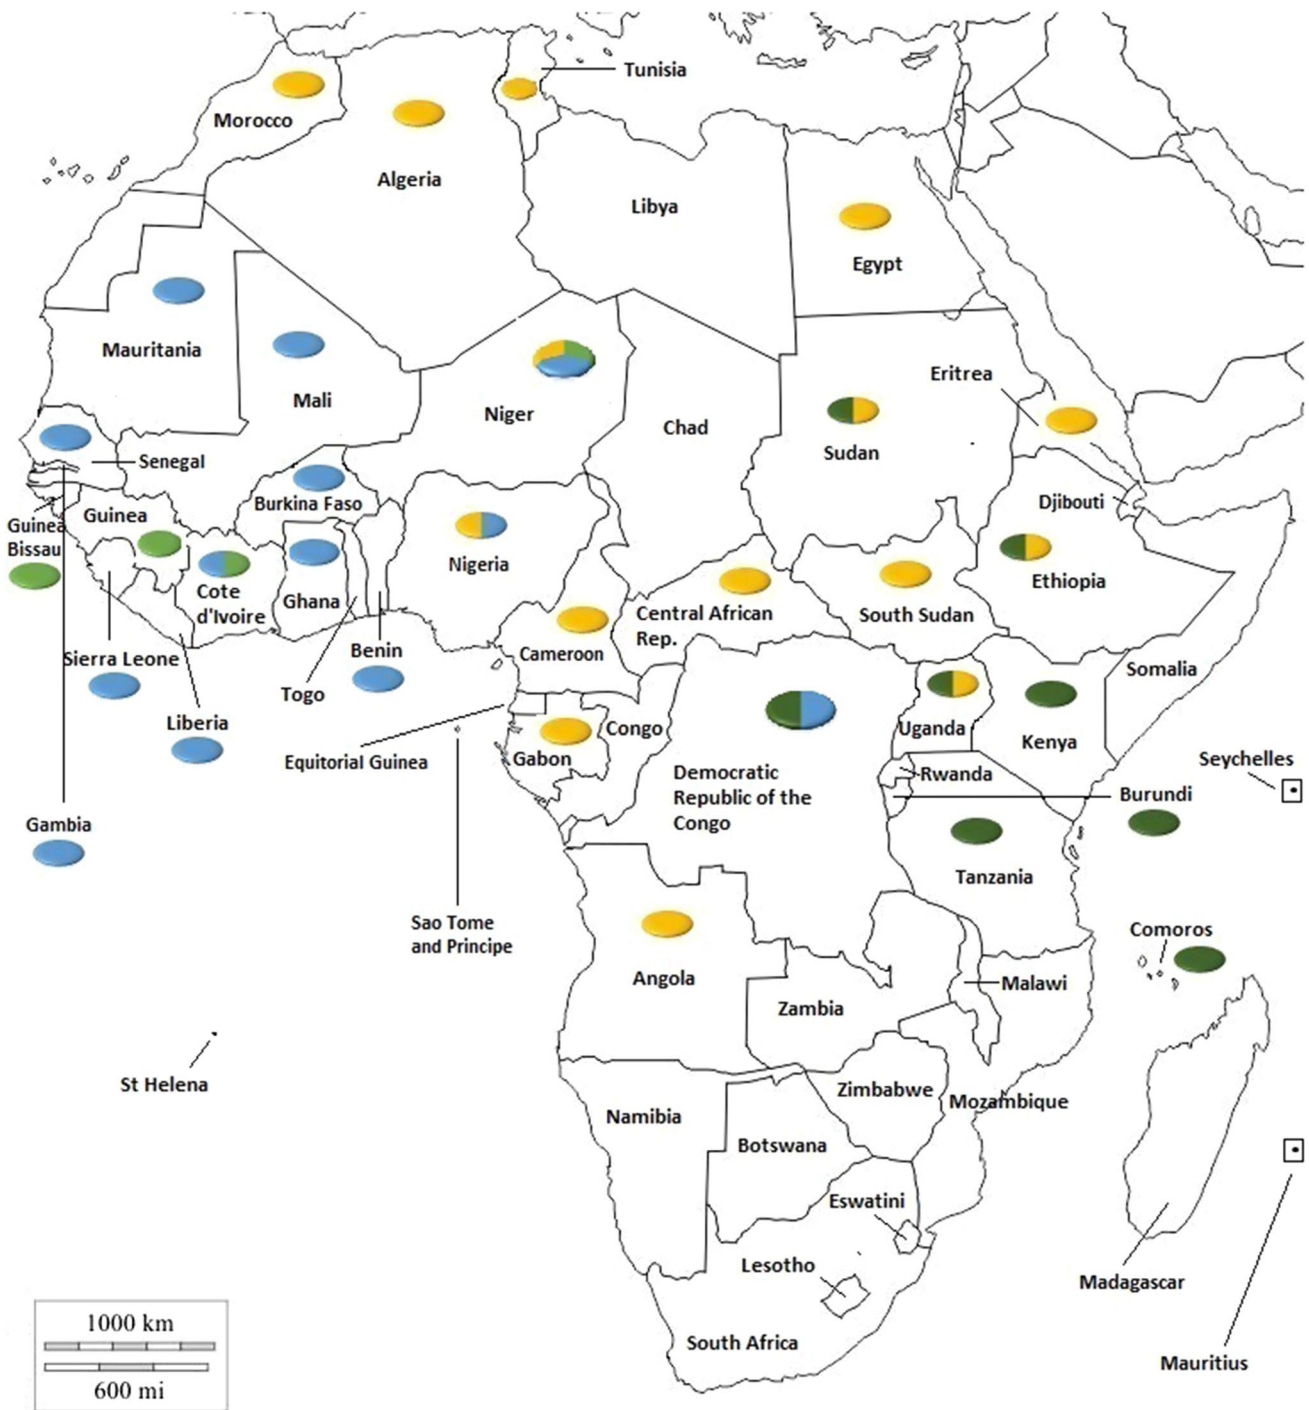 Tunisia
Morocco
Algeria
Libya
Egypt
Mauritania
Mali
Niger
Chad
Eritrea
Sudan
Senegal
Burkina Faso
Djibouti
Guinea
Bissau
Guinea
Nigeria
Ethiopia
Cote
d'Ivoire
Ghana
Central African
Rep.
South Sudan
Sierra Leone
Benin
Cameroon
Somalia
Togo
Liberia
Equitorial Guinea
Gabon
Congo
Uganda
Kenya
Democratic
Republic of the
Congo
Rwanda
Seychelles
Burundi
Gambia
Tanzania
Sao Tome
and Principe
Comoros
Angola
Zambia
Malawi
St Helena
Namibia
Zimbabwe
Mozambique
Botswana
Eswatini
Lesotho
Madagascar
South Africa
Mauritius
1000 km
600 mi